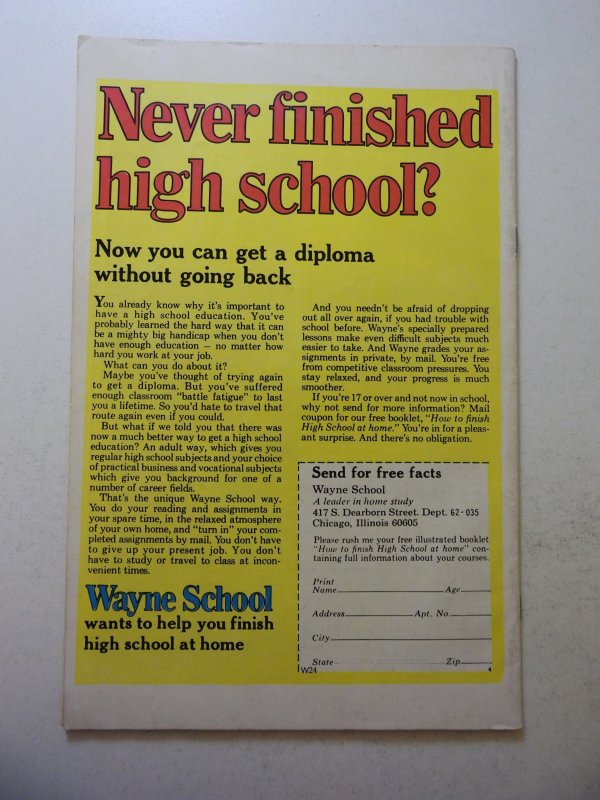 Never finished
high school?
Now you can get a diploma
without going back
You already know why it's important to
have a high school education. You've
probably learned the hard way that it can
be a mighty big handicap when you don't
have enough education — no matter how
hard you work at your job.
What can you do about it?
Maybe you've thought of trying again
to get a diploma. But you've suffered
enough classroom "battle fatigue" to last
you a lifetime. So you'd hate to travel that
route again even if you could.
But what if we told you that there was
now a much better way to get a high school
education? An adult way, which gives you
regular high school subjects and your choice
of practical business and vocational subjects
which give you background for one of a
number of career fields.
That's the unique Wayne School way.
You do your reading and assignments in
your spare time, in the relaxed atmosphere
of your own home, and "turn in" your com-
pleted assignments by mail. You don't have
to give up your present job. You don't
have to study or travel to class at incon-
venient times.
Wayne School
wants to help you finish
high school at home
And you needn't be afraid of dropping
out all over again, if you had trouble with
school before. Wayne's specially prepared
lessons make even difficult subjects much
easier to take. And Wayne grades your as-
signments in private, by mail. You're free
from competitive classroom pressures. You
stay relaxed, and your progress is much
smoother.
If you're 17 or over and not now in school,
why not send for more information? Mail
coupon for our free booklet, "How to finish
High School at home." You're in for a pleas-
ant surprise. And there's no obligation.
Send for free facts
Wayne School
A leader in home study
417 S. Dearborn Street. Dept. 62-035
Chicago, Illinois 60605
Please rush me your free illustrated booklet
"How to finish High School at home" con-
taining full information about your courses.
Print
Name Age
Address Apt. No.
City
State Zip
W24 4